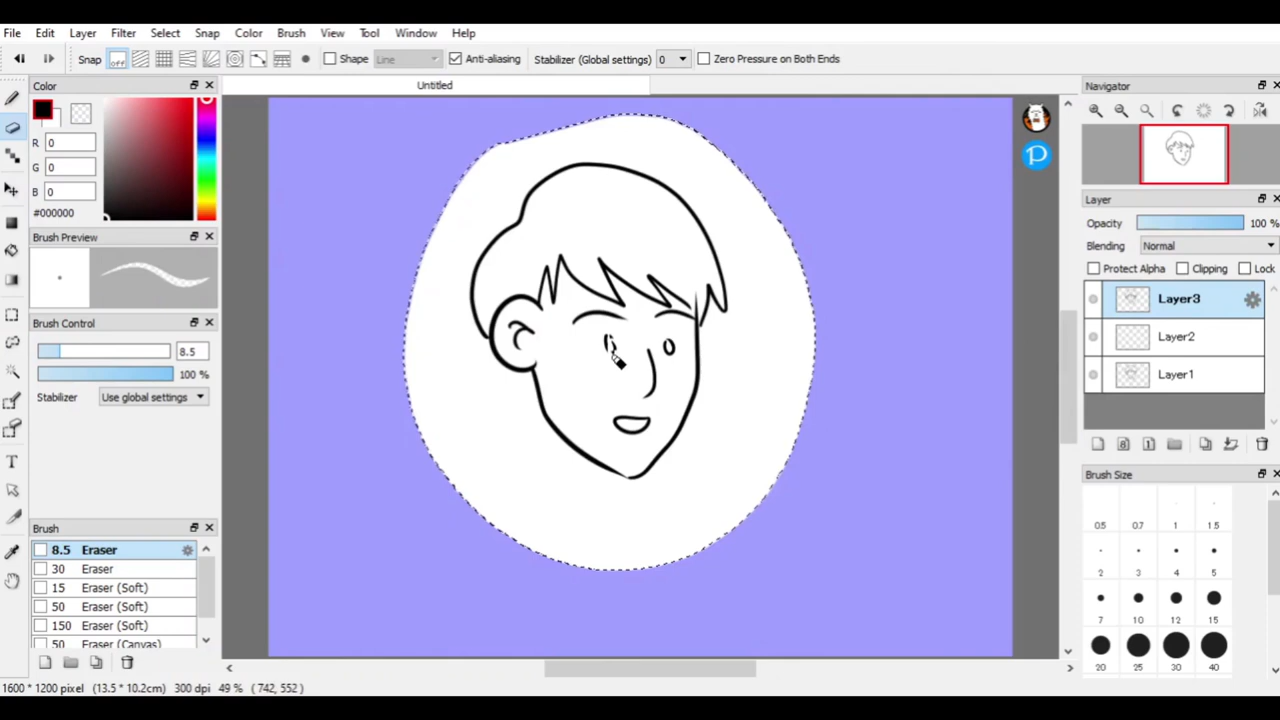 File Edit Layer Filter Select Snap Color Brush View Tool Window Help
Snap off Shape Line Anti-aliasing Stabilizer (Global settings) 0 Zero Pressure on Both Ends
Color
Untitled
Navigator
R 0
G 0
B 0
#000000
Brush Preview
Brush Control
8.5
100 %
Stabilizer Use global settings
Brush
8.5 Eraser
30 Eraser
15 Eraser (Soft)
50 Eraser (Soft)
150 Eraser (Soft)
50 Eraser (Canvas)
P
Layer
Opacity 100 %
Blending Normal
Protect Alpha Clipping Lock
Layer3
Layer2
Layer1
8 1
Brush Size
0.5 0.7 1 1.5
2 3 4 5
7 10 12 15
20 25 30 40
1600 * 1200 pixel (13.5 * 10.2cm) 300 dpi 49 % ( 742, 552 )
T